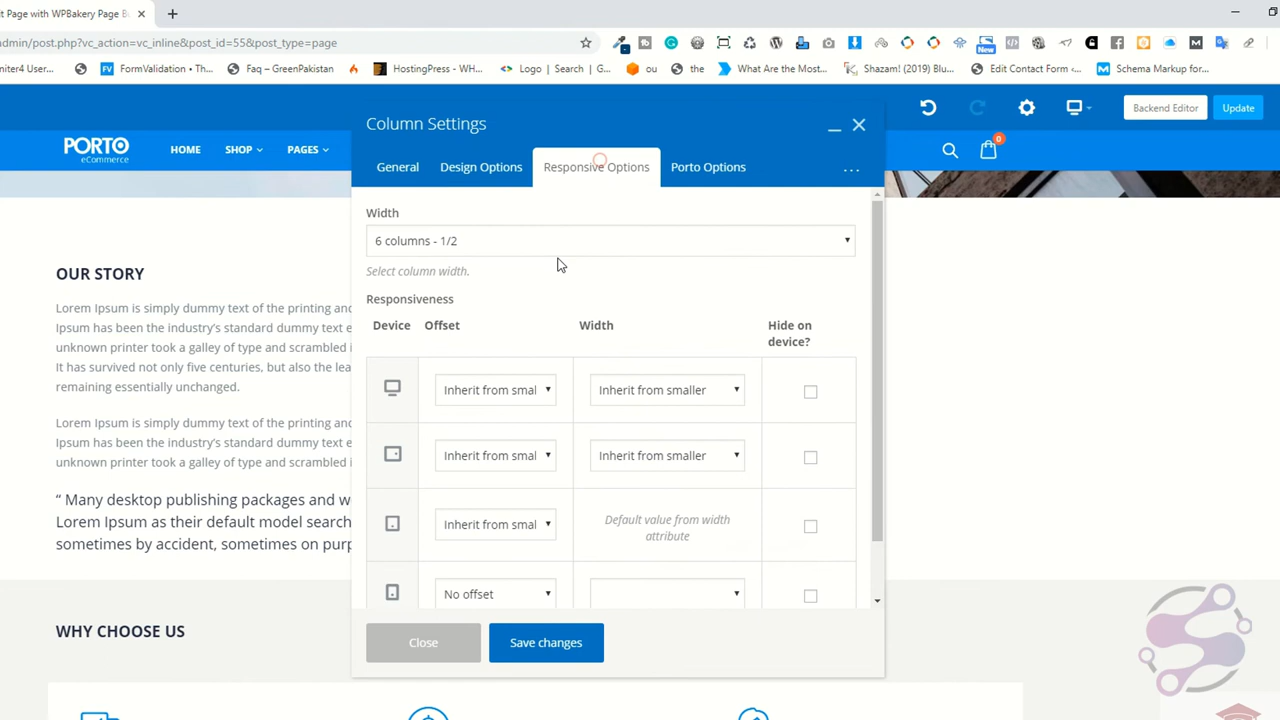 t Page with WPBakery Page Bu
admin/post.php?vc_action=vc_inline&post_id=55&post_type=page
New
niter4 User...
FormValidation • Th...
Faq – GreenPakistan
HostingPress - WH...
Logo | Search | G...
ou
the
What Are the Most...
Shazam! (2019) Blu...
Edit Contact Form ‹...
Schema Markup for...
Column Settings
Backend Editor
Update
PORTO
eCommerce
HOME
SHOP
PAGES
0
General
Design Options
Responsive Options
Porto Options
...
Width
6 columns - 1/2
Select column width.
OUR STORY
Lorem Ipsum is simply dummy text of the printing and
Ipsum has been the industry's standard dummy text e
unknown printer took a galley of type and scrambled i
It has survived not only five centuries, but also the lea
remaining essentially unchanged.
Lorem Ipsum is simply dummy text of the printing and
Ipsum has been the industry's standard dummy text e
unknown printer took a galley of type and scrambled i
“ Many desktop publishing packages and w
Lorem Ipsum as their default model search
sometimes by accident, sometimes on purp
WHY CHOOSE US
Responsiveness
Device
Offset
Width
Hide on
device?
Inherit from smal
Inherit from smaller
Inherit from smal
Inherit from smaller
Inherit from smal
Default value from width
attribute
No offset
Close
Save changes